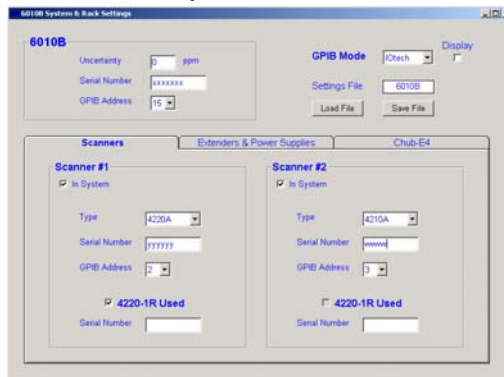 6010B System & Rack Settings
6010B
Uncertainty 0 ppm
Serial Number xxxxxxx
GPIB Address 15
GPIB Mode IOtech
Display
Settings File 6010B
Load File Save File
Scanners Extenders & Power Supplies Chub-E4
Scanner #1
In System
Type 4220A
Serial Number yyyyyy
GPIB Address 2
4220-1R Used
Serial Number
Scanner #2
In System
Type 4210A
Serial Number
GPIB Address 3
4220-1R Used
Serial Number